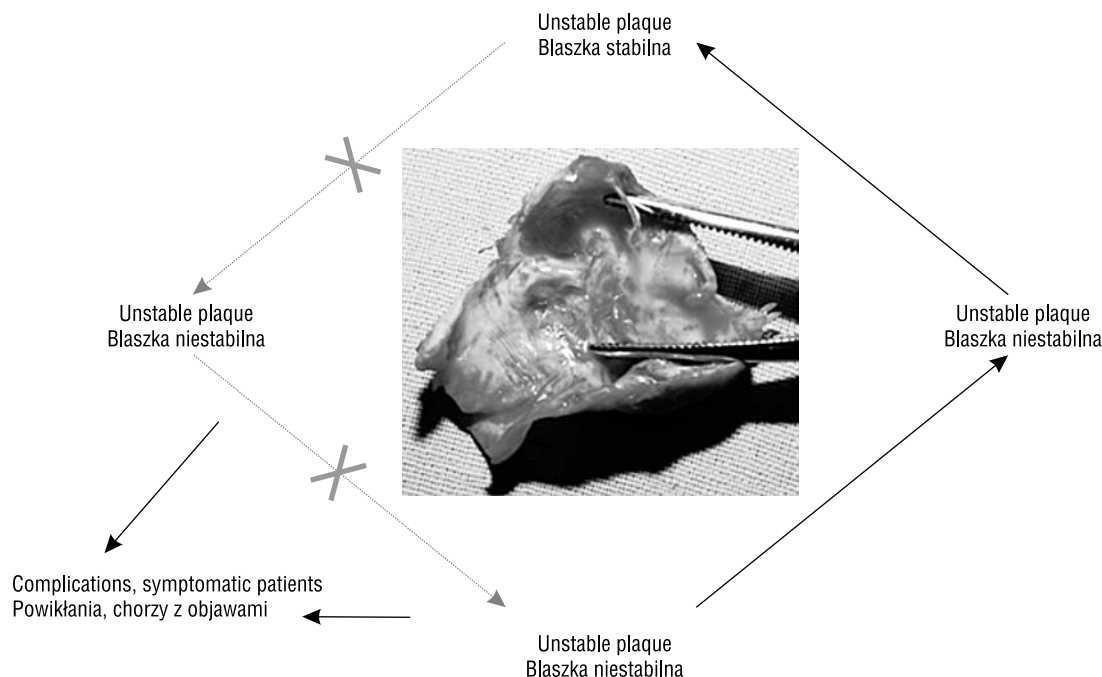 Unstable plaque
Blaszka stabilna
Unstable plaque
Blaszka niestabilna
Unstable plaque
Blaszka niestabilna
Complications, symptomatic patients
Powikłania, chorzy z objawami
Unstable plaque
Blaszka niestabilna